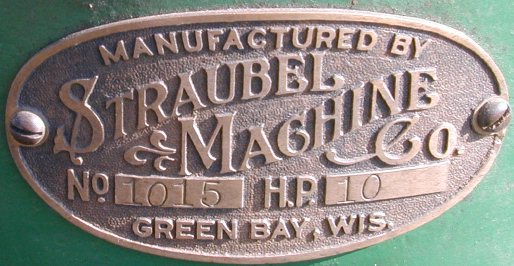 MANUFACTURED BY
STRAUBEL
MACHINE
CO.
No 1015 H.P. 10
GREEN BAY, WIS.